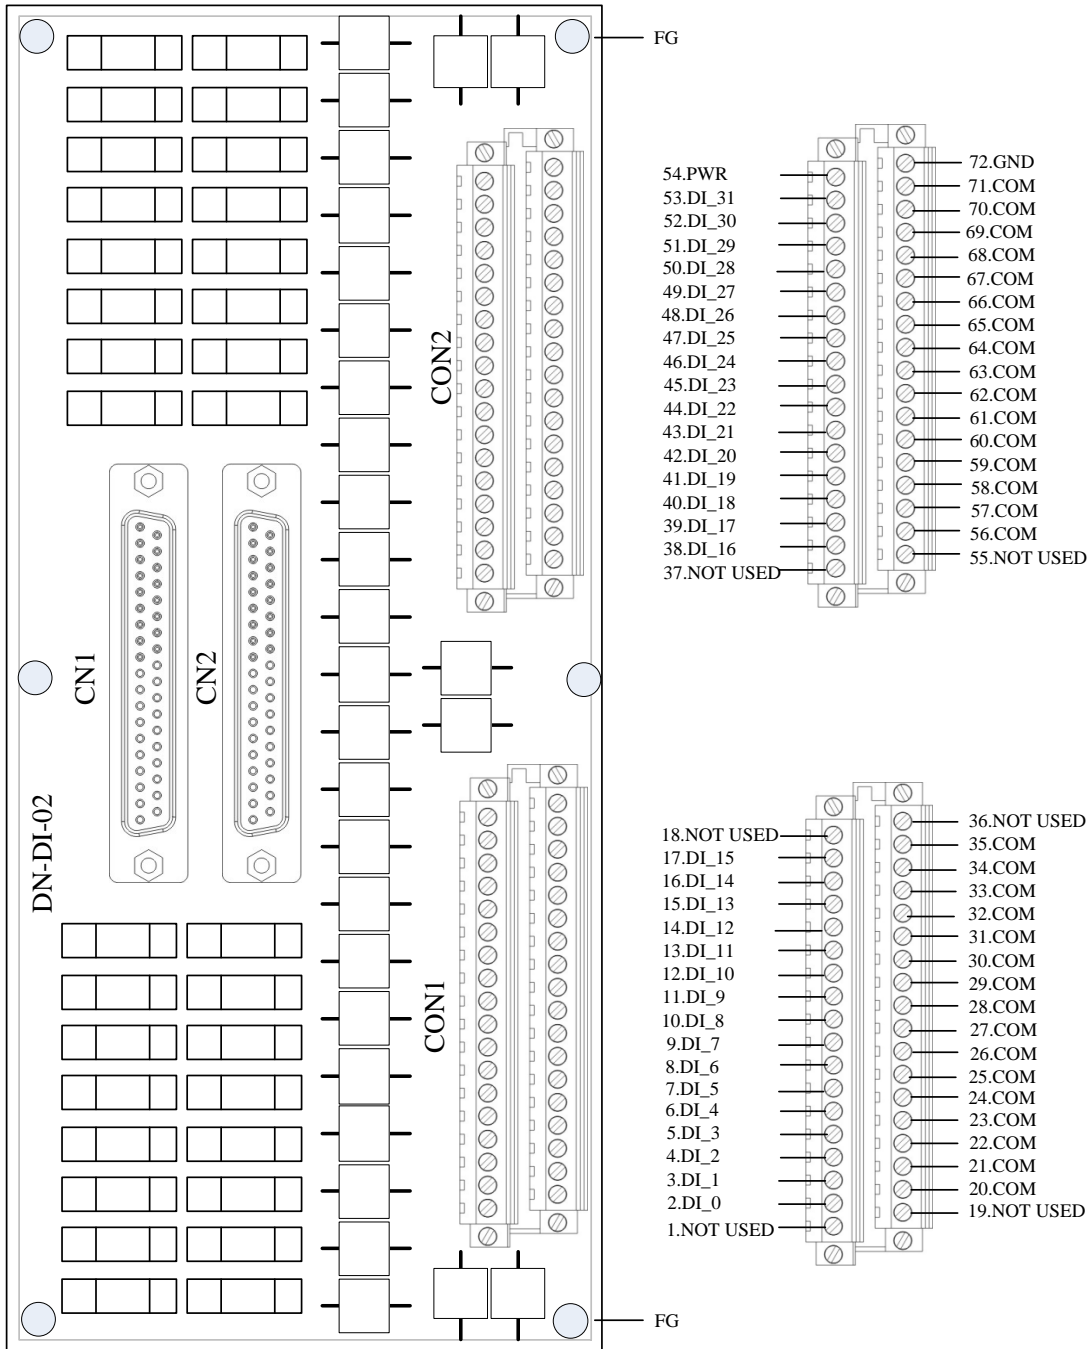 FG
CON2
CN1
CN2
DN-DI-02
CON1
FG
54.PWR
53.DI_31
52.DI_30
51.DI_29
50.DI_28
49.DI_27
48.DI_26
47.DI_25
46.DI_24
45.DI_23
44.DI_22
43.DI_21
42.DI_20
41.DI_19
40.DI_18
39.DI_17
38.DI_16
37.NOT USED
72.GND
71.COM
70.COM
69.COM
68.COM
67.COM
66.COM
65.COM
64.COM
63.COM
62.COM
61.COM
60.COM
59.COM
58.COM
57.COM
56.COM
55.NOT USED
18.NOT USED
17.DI_15
16.DI_14
15.DI_13
14.DI_12
13.DI_11
12.DI_10
11.DI_9
10.DI_8
9.DI_7
8.DI_6
7.DI_5
6.DI_4
5.DI_3
4.DI_2
3.DI_1
2.DI_0
1.NOT USED
36.NOT USED
35.COM
34.COM
33.COM
32.COM
31.COM
30.COM
29.COM
28.COM
27.COM
26.COM
25.COM
24.COM
23.COM
22.COM
21.COM
20.COM
19.NOT USED